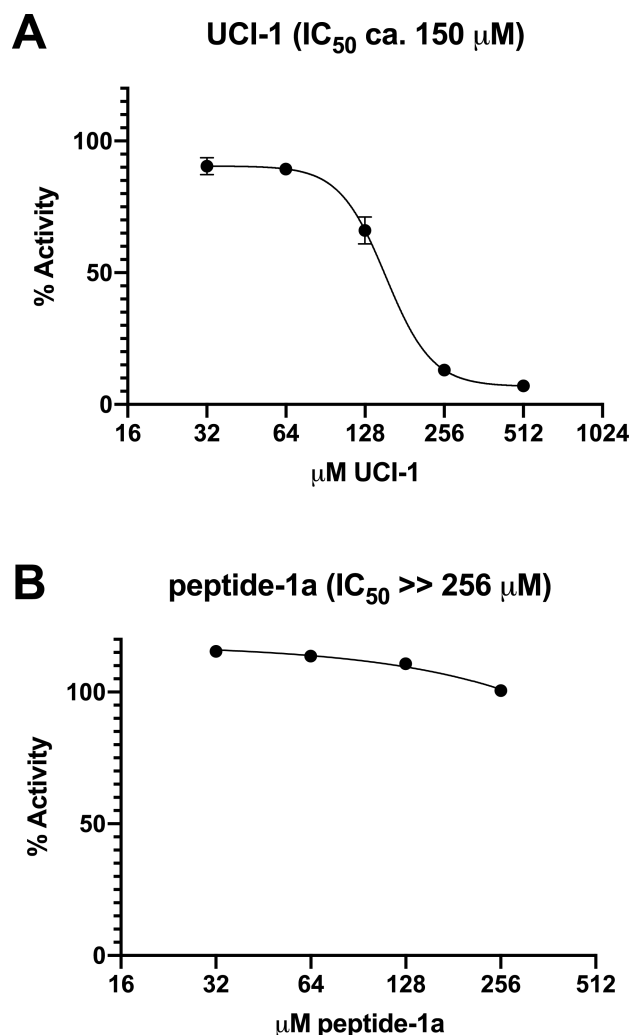 A
UCI-1 (IC50 ca. 150 μM)
% Activity
100
50
0
16 32 64 128 256 512 1024
μM UCI-1
B
peptide-1a (IC50 >> 256 μM)
% Activity
100
50
0
16 32 64 128 256 512
μM peptide-1a